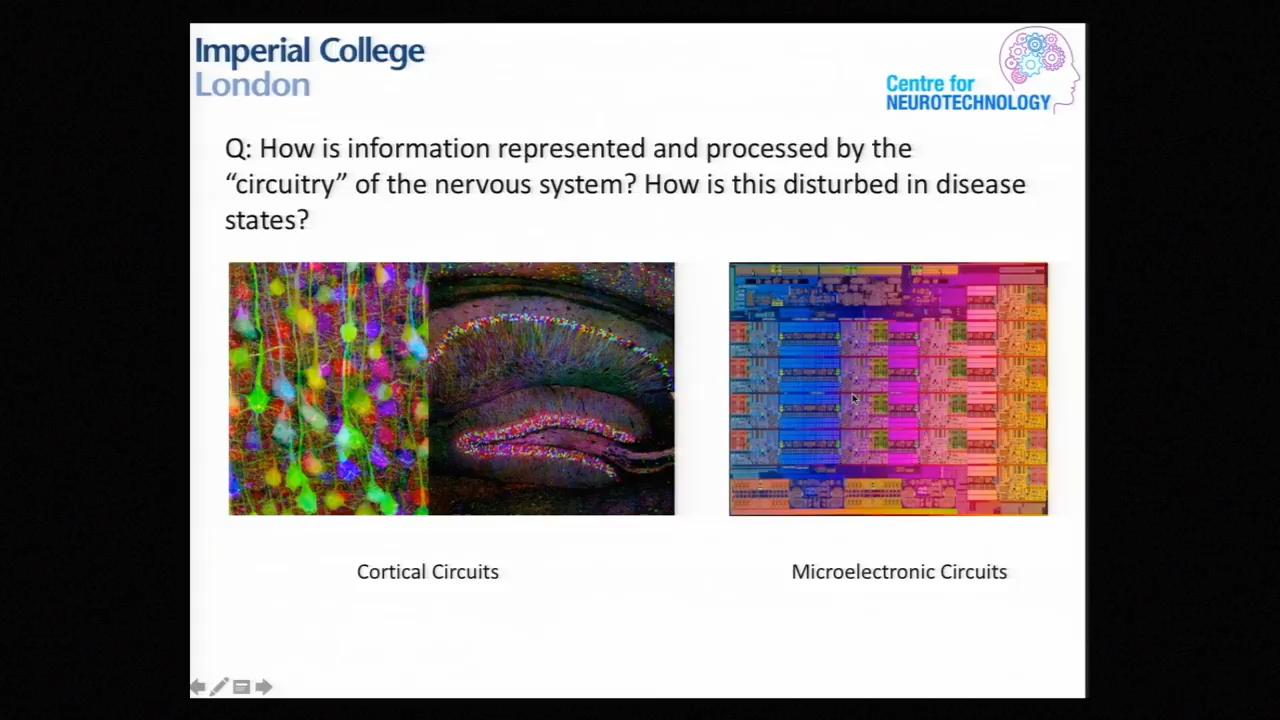 Imperial College
London
Centre for
NEUROTECHNOLOGY
Q: How is information represented and processed by the
“circuitry” of the nervous system? How is this disturbed in disease
states?
Cortical Circuits
Microelectronic Circuits